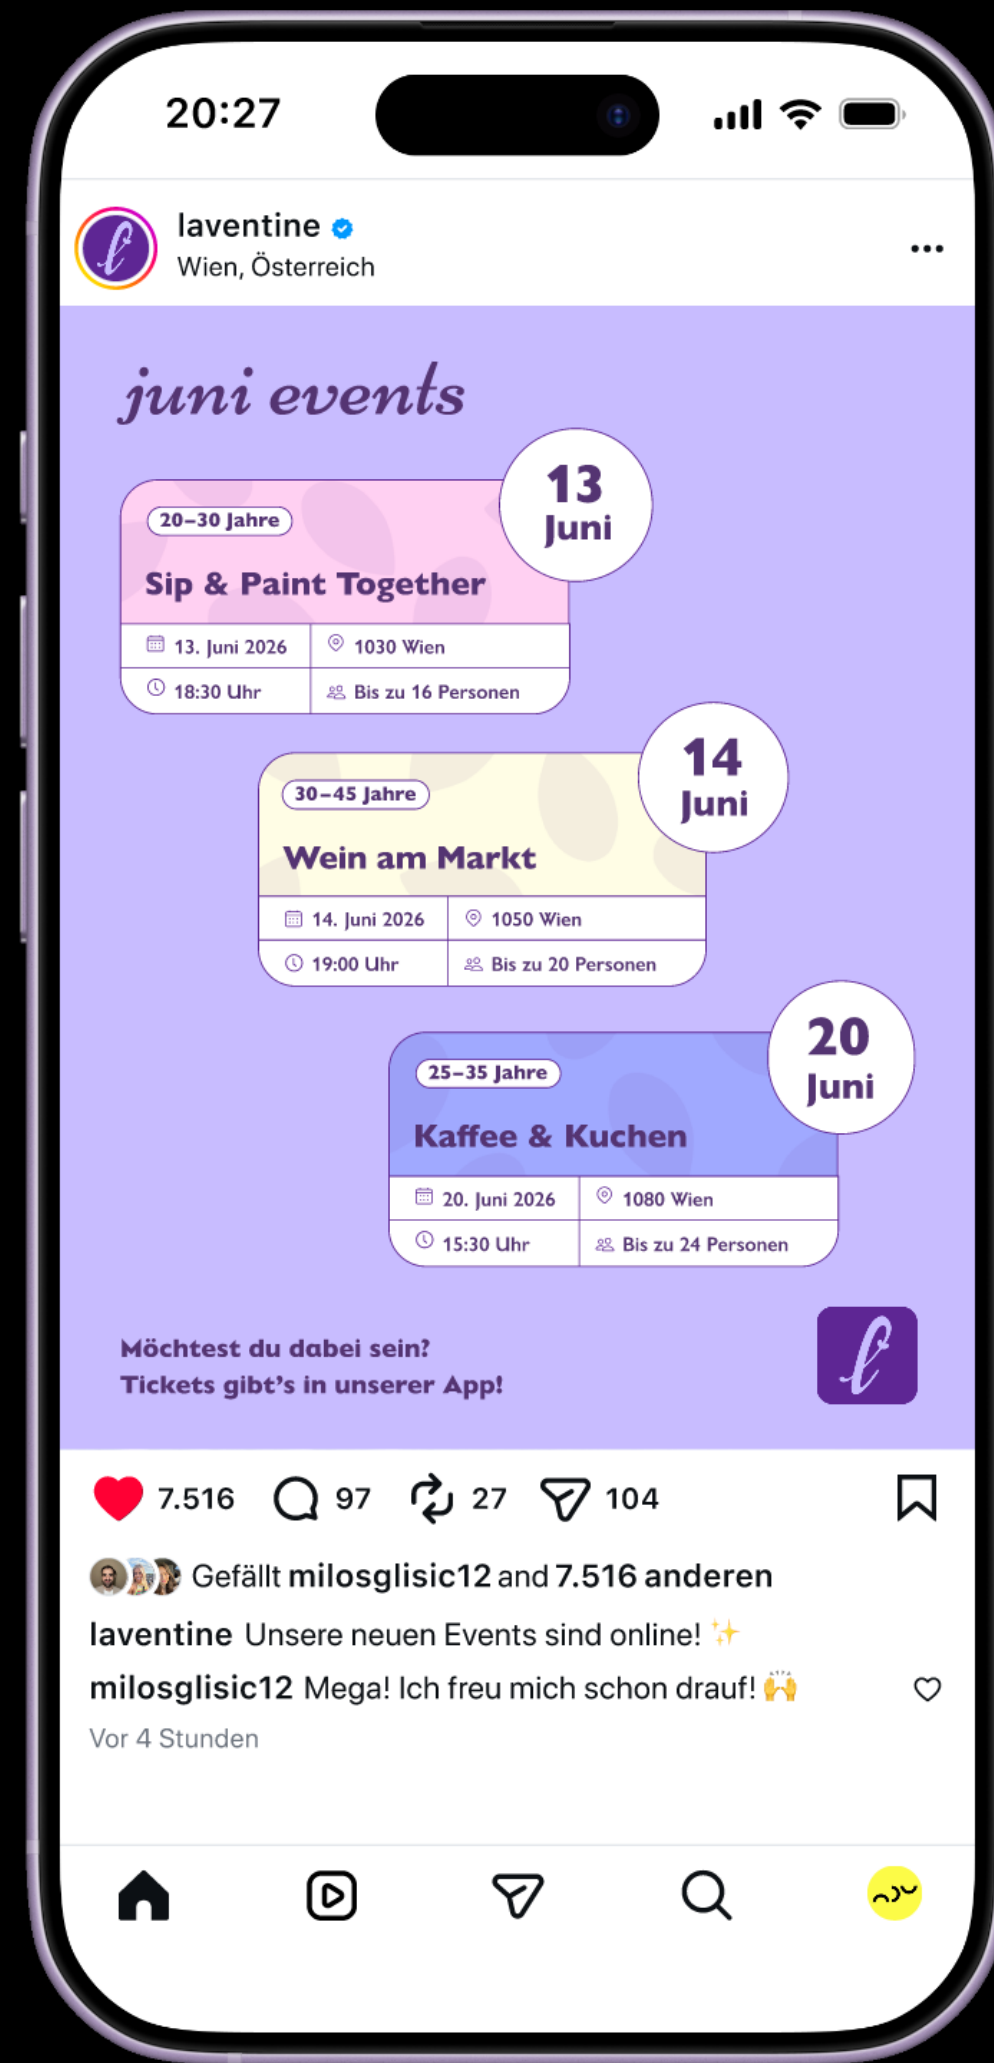 20:27
laventine
Wien, Österreich
juni events
13
Juni
20–30 Jahre
Sip & Paint Together
13. Juni 2026
1030 Wien
18:30 Uhr
Bis zu 16 Personen
14
Juni
30–45 Jahre
Wein am Markt
14. Juni 2026
1050 Wien
19:00 Uhr
Bis zu 20 Personen
20
Juni
25–35 Jahre
Kaffee & Kuchen
20. Juni 2026
1080 Wien
15:30 Uhr
Bis zu 24 Personen
Möchtest du dabei sein?
Tickets gibt’s in unserer App!
7.516 97 27 104
Gefällt milosglisic12 and 7.516 anderen
laventine Unsere neuen Events sind online! ✨
milosglisic12 Mega! Ich freu mich schon drauf! 🙌
Vor 4 Stunden